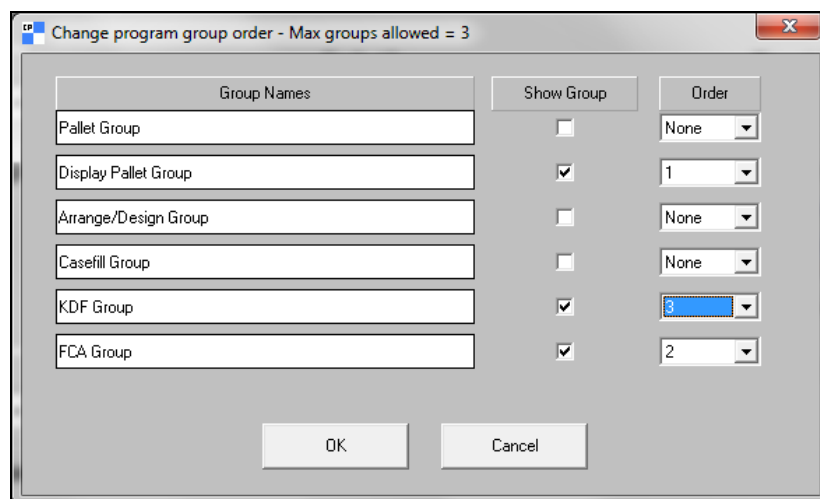 CP Change program group order - Max groups allowed = 3
Group Names Show Group Order
Pallet Group None
Display Pallet Group 1
Arrange/Design Group None
Casefill Group None
KDF Group 3
FCA Group 2
OK Cancel